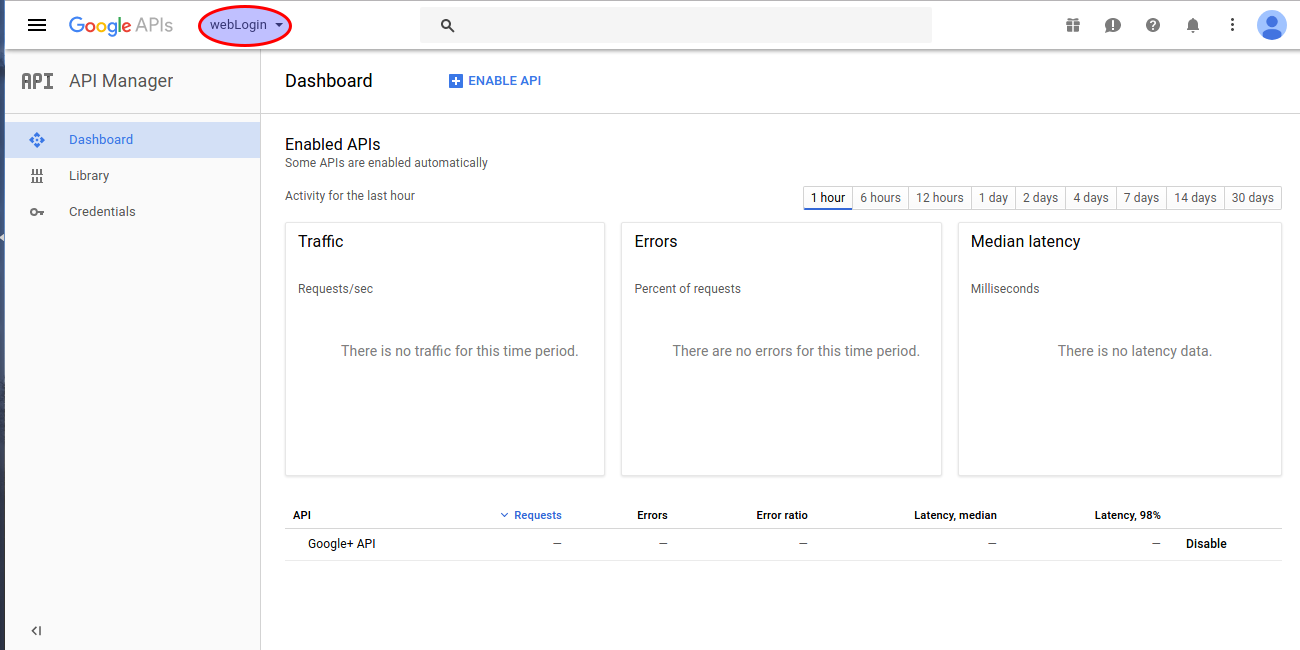 Google APIs webLogin
API API Manager
Dashboard
Library
Credentials
Dashboard ENABLE API
Enabled APIs
Some APIs are enabled automatically
Activity for the last hour
1 hour 6 hours 12 hours 1 day 2 days 4 days 7 days 14 days 30 days
Traffic
Requests/sec
There is no traffic for this time period.
Errors
Percent of requests
There are no errors for this time period.
Median latency
Milliseconds
There is no latency data.
API Requests Errors Error ratio Latency, median Latency, 98%
Google+ API — — — — — Disable